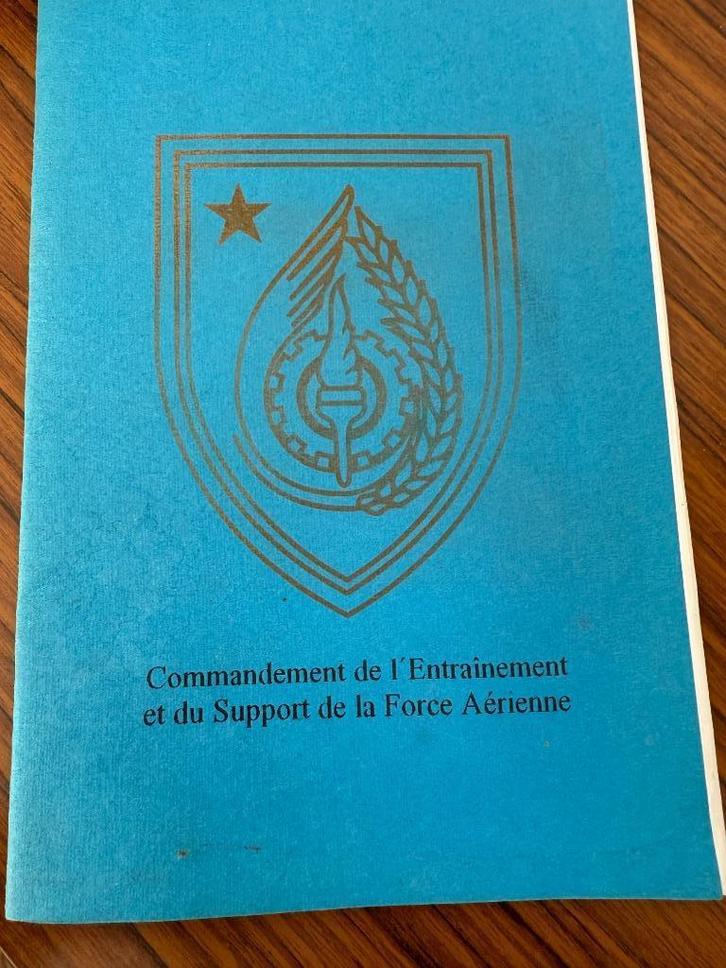 Commandement de l´Entraînement
et du Support de la Force Aérienne